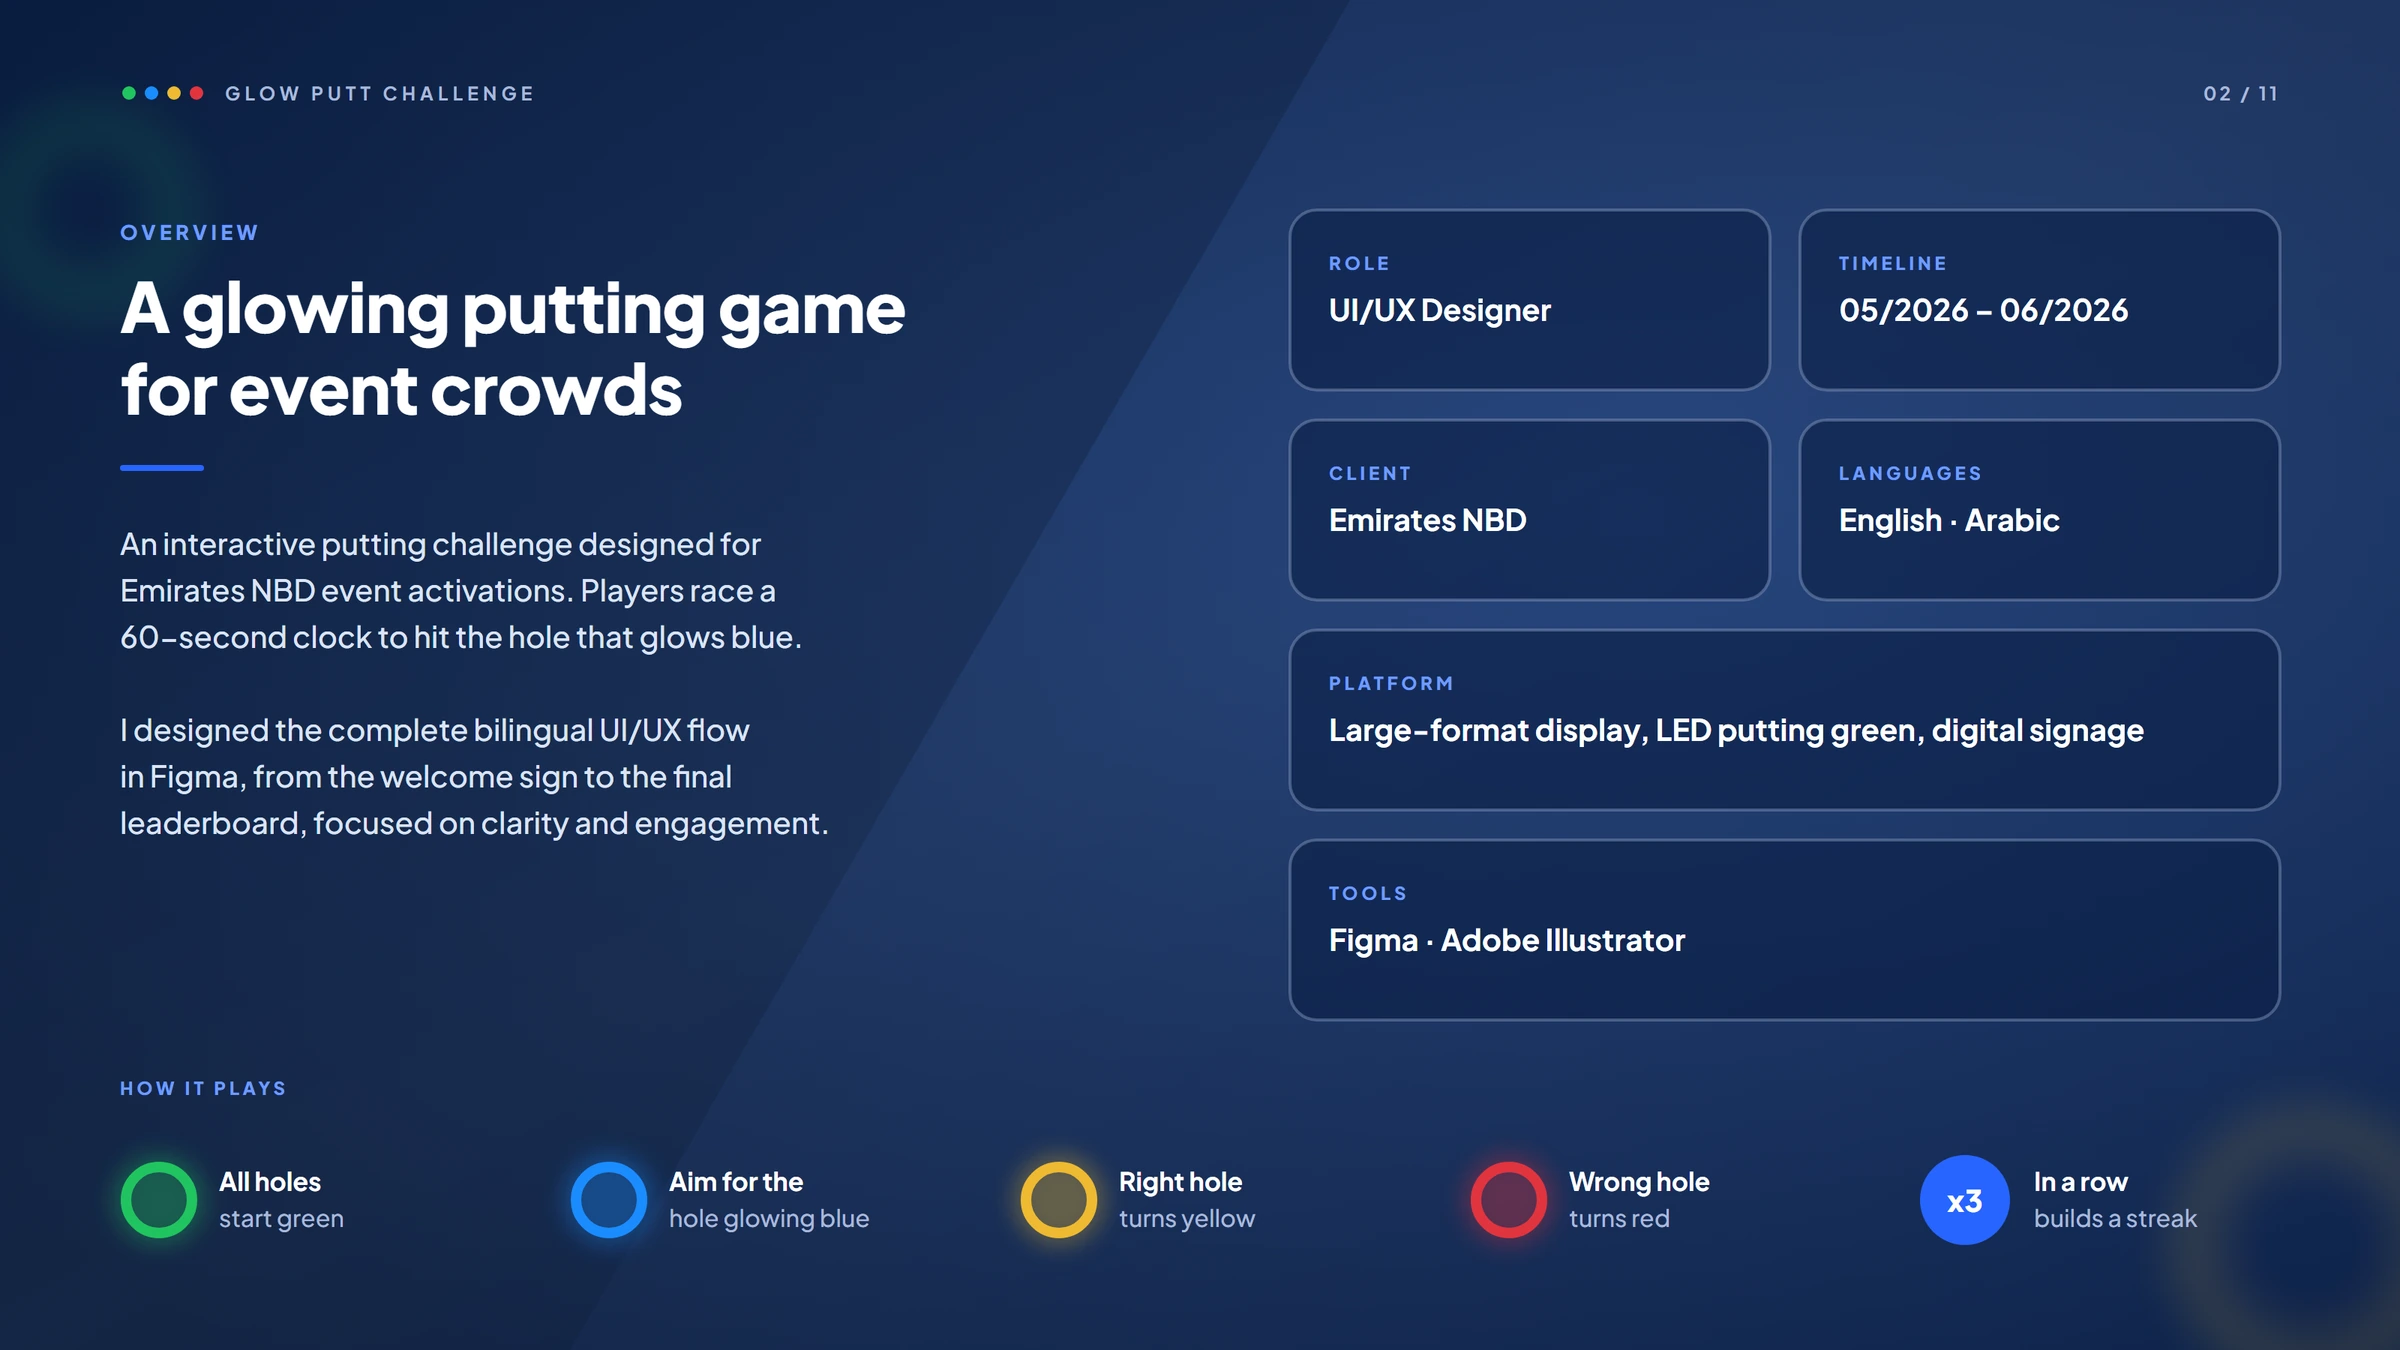 GLOW PUTT CHALLENGE
02 / 11
OVERVIEW
A glowing putting game
for event crowds
An interactive putting challenge designed for
Emirates NBD event activations. Players race a
60-second clock to hit the hole that glows blue.
I designed the complete bilingual UI/UX flow
in Figma, from the welcome sign to the final
leaderboard, focused on clarity and engagement.
ROLE
UI/UX Designer
TIMELINE
05/2026 – 06/2026
CLIENT
Emirates NBD
LANGUAGES
English · Arabic
PLATFORM
Large-format display, LED putting green, digital signage
TOOLS
Figma · Adobe Illustrator
HOW IT PLAYS
All holes
start green
Aim for the
hole glowing blue
Right hole
turns yellow
Wrong hole
turns red
x3
In a row
builds a streak